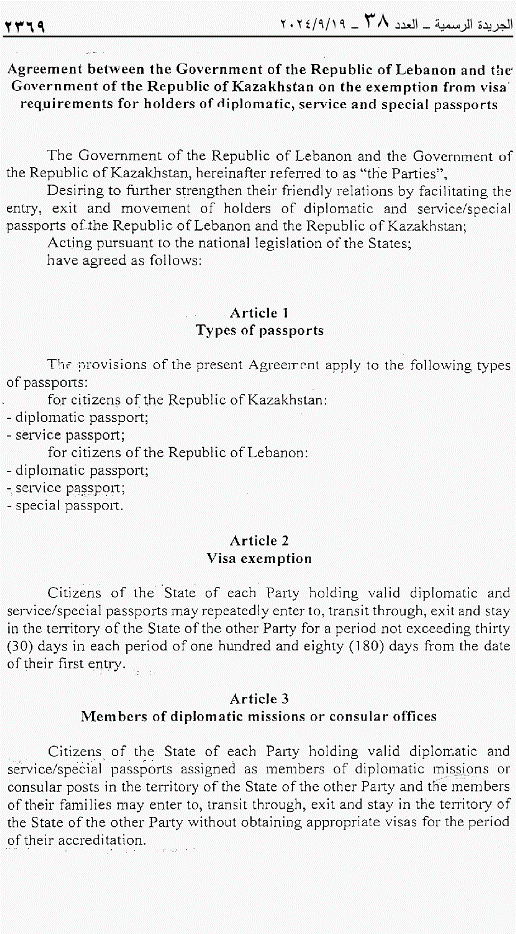 الجريدة الرسمية ـ العدد ٣٨ ـ ٢٠٢٤/٩/١٩
٢٣٦٩
Agreement between the Government of the Republic of Lebanon and the
Government of the Republic of Kazakhstan on the exemption from visa
requirements for holders of diplomatic, service and special passports
The Government of the Republic of Lebanon and the Government of
the Republic of Kazakhstan, hereinafter referred to as “the Parties”,
Desiring to further strengthen their friendly relations by facilitating the
entry, exit and movement of holders of diplomatic and service/special
passports of the Republic of Lebanon and the Republic of Kazakhstan;
Acting pursuant to the national legislation of the States;
have agreed as follows:
Article 1
Types of passports
The provisions of the present Agreement apply to the following types
of passports:
for citizens of the Republic of Kazakhstan:
- diplomatic passport;
- service passport;
for citizens of the Republic of Lebanon:
- diplomatic passport;
- service passport;
- special passport.
Article 2
Visa exemption
Citizens of the State of each Party holding valid diplomatic and
service/special passports may repeatedly enter to, transit through, exit and stay
in the territory of the State of the other Party for a period not exceeding thirty
(30) days in each period of one hundred and eighty (180) days from the date
of their first entry.
Article 3
Members of diplomatic missions or consular offices
Citizens of the State of each Party holding valid diplomatic and
service/special passports assigned as members of diplomatic missions or
consular posts in the territory of the State of the other Party and the members
of their families may enter to, transit through, exit and stay in the territory of
the State of the other Party without obtaining appropriate visas for the period
of their accreditation.